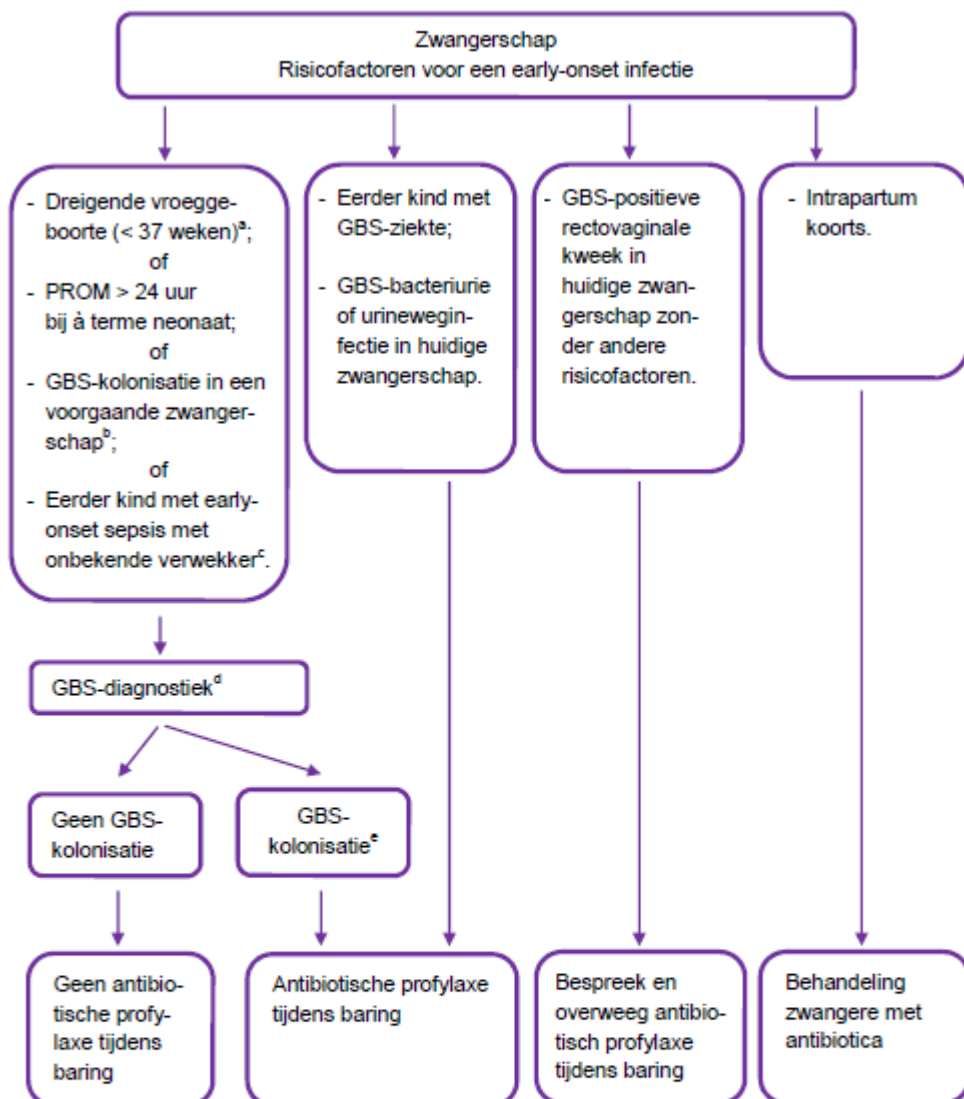 Zwangerschap
Risicofactoren voor een early-onset infectie
- Dreigende vroegge-
boorte (< 37 weken)ᵃ;
of
- PROM > 24 uur
bij à terme neonaat;
of
- GBS-kolonisatie in een
voorgaande zwanger-
schapᵇ;
of
- Eerder kind met early-
onset sepsis met
onbekende verwekkerᶜ.
- Eerder kind met
GBS-ziekte;
- GBS-bacteriurie
of urinewegin-
fectie in huidige
zwangerschap.
- GBS-positieve
rectovaginale
kweek in
huidige zwan-
gerschap zon-
der andere
risicofactoren.
- Intrapartum
koorts.
GBS-diagnostiekᵈ
Geen GBS-
kolonisatie
GBS-
kolonisatieᵉ
Geen antibio-
tische profy-
laxe tijdens
baring
Antibiotische profylaxe
tijdens baring
Bespreek en
overweeg antibio-
tisch profylaxe
tijdens baring
Behandeling
zwangere met
antibiotica